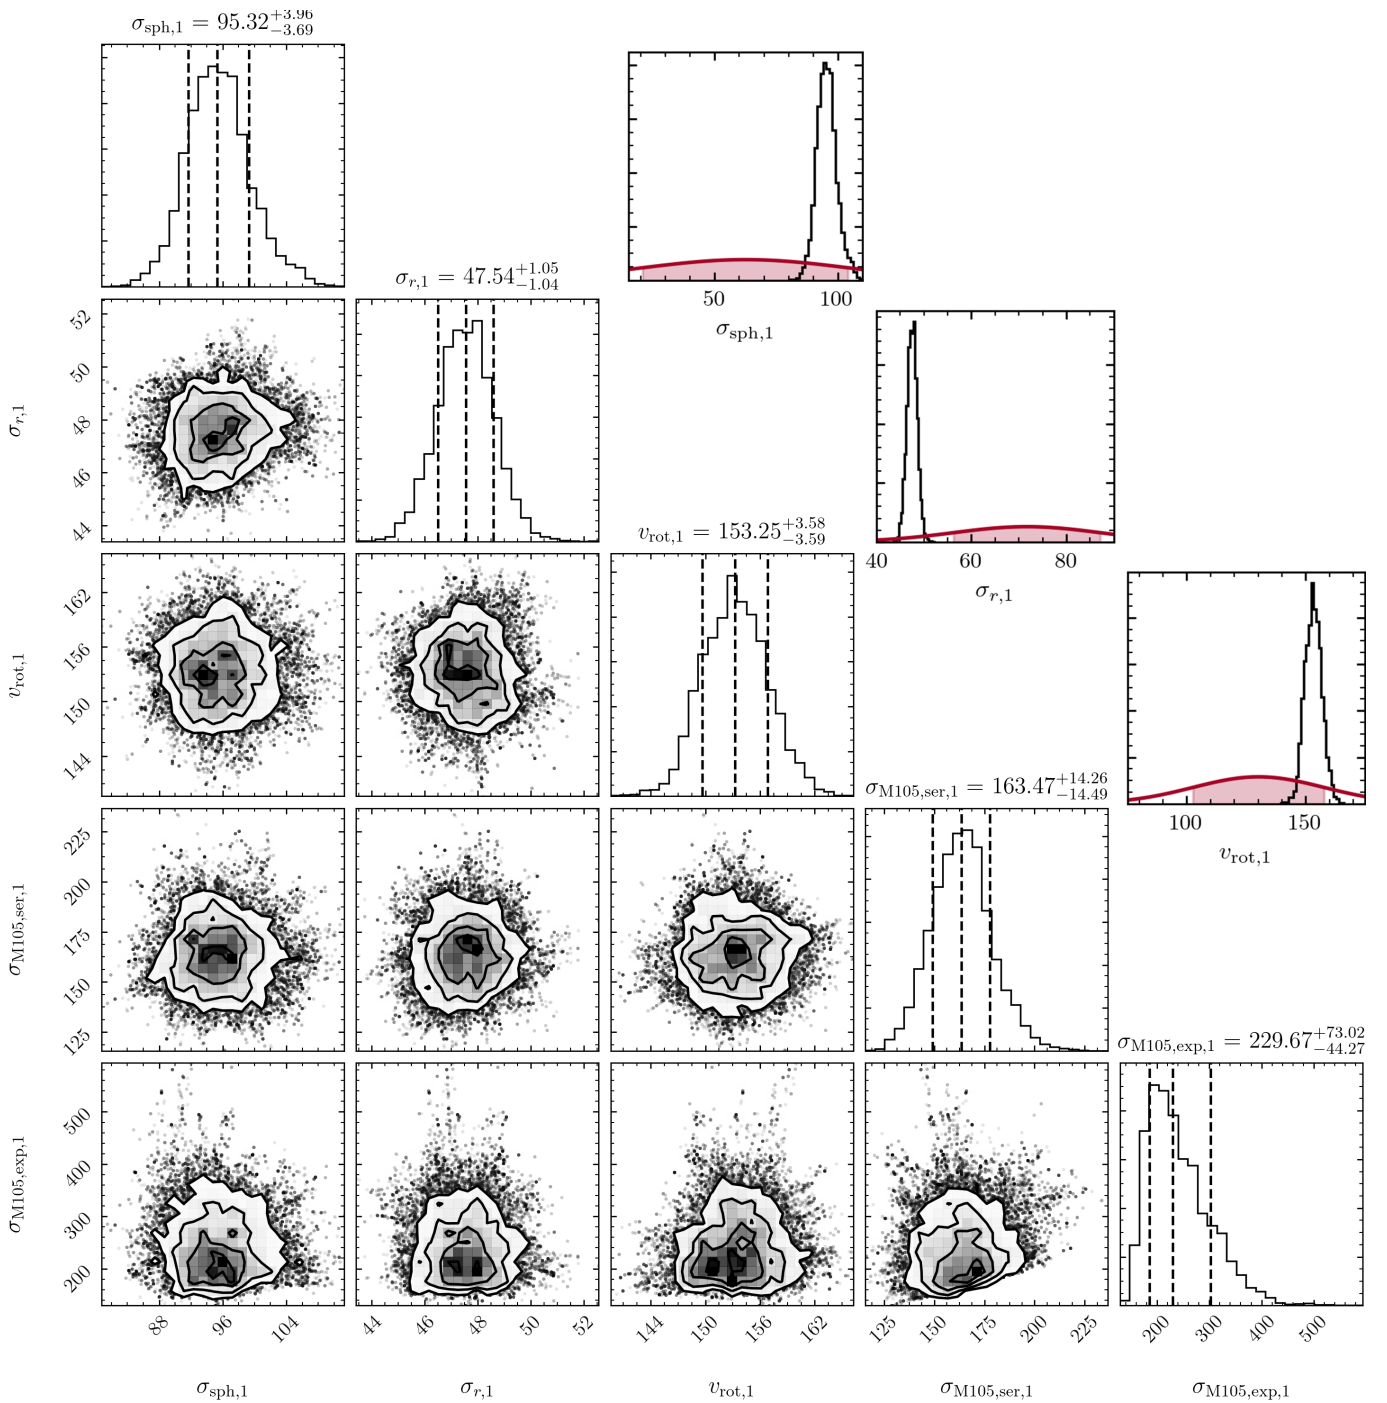 σsph,1 = 95.32+3.96−3.69
50 100
σsph,1
σr,1 = 47.54+1.05−1.04
52
50
48
46
44
σr,1
40 60 80
σr,1
vrot,1 = 153.25+3.58−3.59
162
156
150
144
vrot,1
100 150
vrot,1
σM105,ser,1 = 163.47+14.26−14.49
225
200
175
150
125
σM105,ser,1
σM105,exp,1 = 229.67+73.02−44.27
500
400
300
200
σM105,exp,1
88 96 104
44 46 48 50 52
144 150 156 162
125 150 175 200 225
200 300 400 500
σsph,1
σr,1
vrot,1
σM105,ser,1
σM105,exp,1